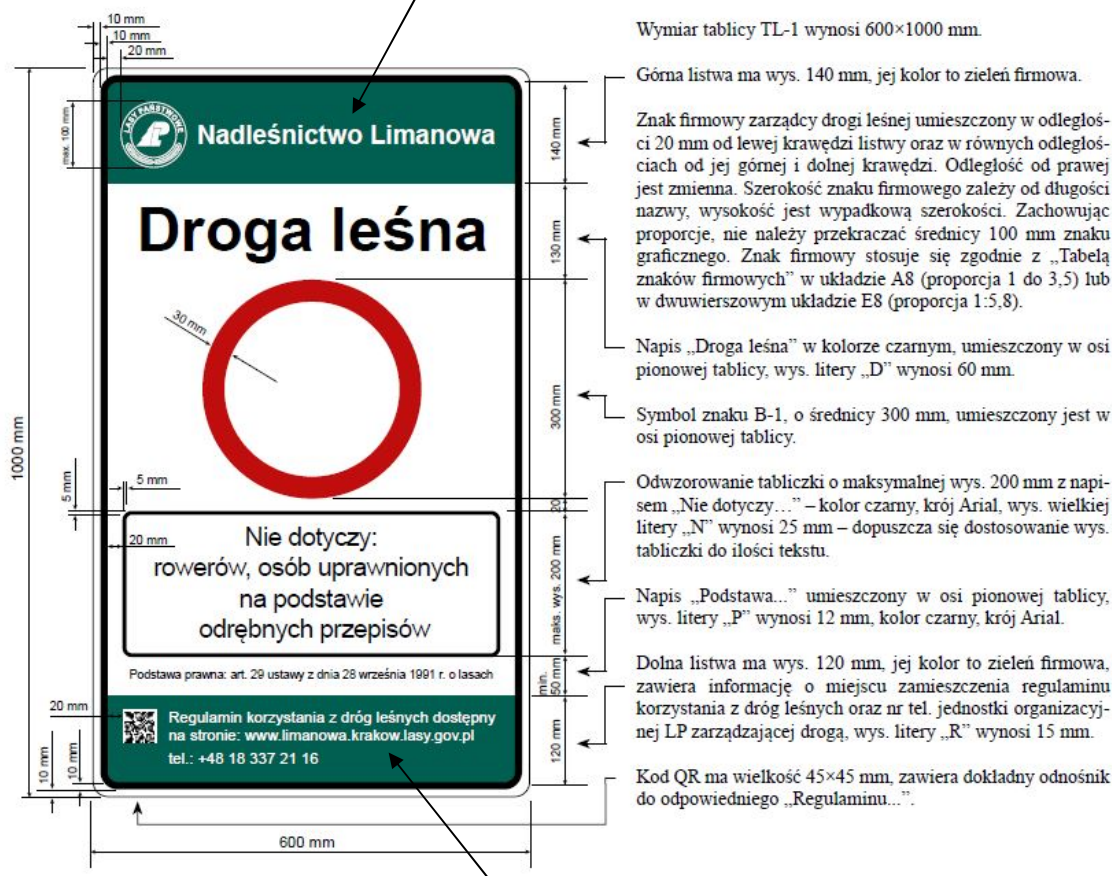 10 mm
10 mm
20 mm
1000 mm
max. 100 mm
LASY PAŃSTWOWE
Nadleśnictwo Limanowa
140 mm
Droga leśna
130 mm
30 mm
300 mm
5 mm
5 mm
20
20 mm
Nie dotyczy:
rowerów, osób uprawnionych
na podstawie
odrębnych przepisów
maks. wys. 200 mm
Podstawa prawna: art. 29 ustawy z dnia 28 września 1991 r. o lasach
min.
50 mm
20 mm
Regulamin korzystania z dróg leśnych dostępny
na stronie: www.limanowa.krakow.lasy.gov.pl
tel.: +48 18 337 21 16
120 mm
10 mm
10 mm
600 mm
Wymiar tablicy TL-1 wynosi 600×1000 mm.
Górna listwa ma wys. 140 mm, jej kolor to zieleń firmowa.
Znak firmowy zarządcy drogi leśnej umieszczony w odległoś-
ci 20 mm od lewej krawędzi listwy oraz w równych odległoś-
ciach od jej górnej i dolnej krawędzi. Odległość od prawej
jest zmienna. Szerokość znaku firmowego zależy od długości
nazwy, wysokość jest wypadkową szerokości. Zachowując
proporcje, nie należy przekraczać średnicy 100 mm znaku
graficznego. Znak firmowy stosuje się zgodnie z „Tabelą
znaków firmowych” w układzie A8 (proporcja 1 do 3,5) lub
w dwuwierszowym układzie E8 (proporcja 1:5,8).
Napis „Droga leśna” w kolorze czarnym, umieszczony w osi
pionowej tablicy, wys. litery „D” wynosi 60 mm.
Symbol znaku B-1, o średnicy 300 mm, umieszczony jest w
osi pionowej tablicy.
Odwzorowanie tabliczki o maksymalnej wys. 200 mm z napi-
sem „Nie dotyczy…” – kolor czarny, krój Arial, wys. wielkiej
litery „N” wynosi 25 mm – dopuszcza się dostosowanie wys.
tabliczki do ilości tekstu.
Napis „Podstawa...” umieszczony w osi pionowej tablicy,
wys. litery „P” wynosi 12 mm, kolor czarny, krój Arial.
Dolna listwa ma wys. 120 mm, jej kolor to zieleń firmowa,
zawiera informację o miejscu zamieszczenia regulaminu
korzystania z dróg leśnych oraz nr tel. jednostki organizacyj-
nej LP zarządzającej drogą, wys. litery „R” wynosi 15 mm.
Kod QR ma wielkość 45×45 mm, zawiera dokładny odnośnik
do odpowiedniego „Regulaminu...”.